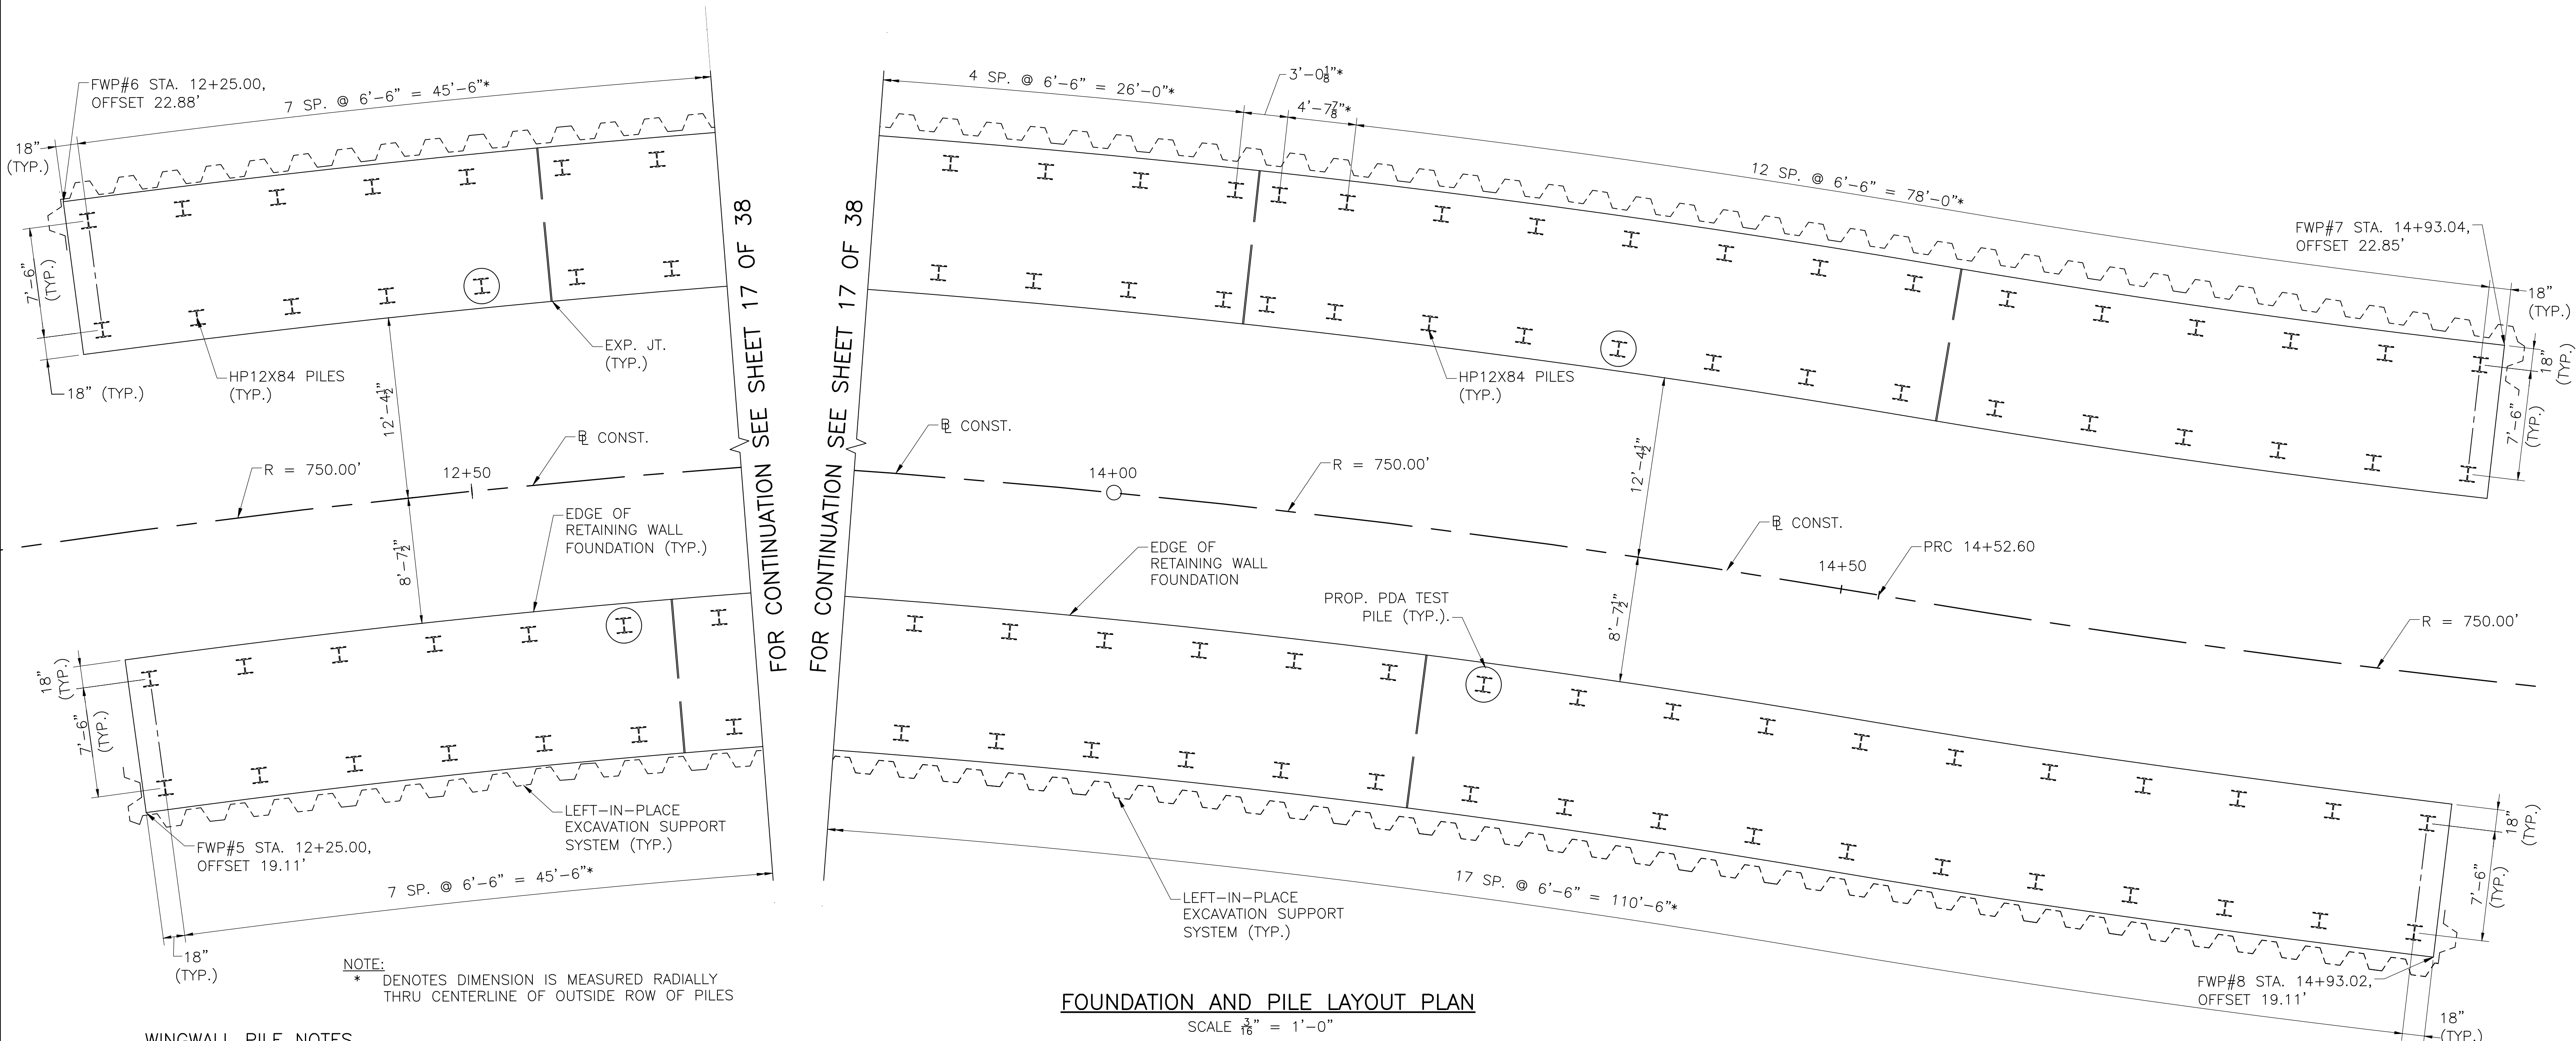 FWP#6 STA. 12+25.00,
OFFSET 22.88'
7 SP. @ 6'-6" = 45'-6"*
18"
(TYP.)
7'-6"
(TYP.)
18" (TYP.)
HP12X84 PILES
(TYP.)
EXP. JT.
(TYP.)
12'-4½"
R = 750.00'
12+50
℄ CONST.
8'-7½"
EDGE OF
RETAINING WALL
FOUNDATION (TYP.)
18"
(TYP.)
7'-6"
(TYP.)
FWP#5 STA. 12+25.00,
OFFSET 19.11'
LEFT-IN-PLACE
EXCAVATION SUPPORT
SYSTEM (TYP.)
7 SP. @ 6'-6" = 45'-6"*
18"
(TYP.)
NOTE:
* DENOTES DIMENSION IS MEASURED RADIALLY
THRU CENTERLINE OF OUTSIDE ROW OF PILES
WINGWALL PILE NOTES
FOR CONTINUATION SEE SHEET 17 OF 38
FOR CONTINUATION SEE SHEET 17 OF 38
4 SP. @ 6'-6" = 26'-0"*
3'-0⅛"*
4'-7⅞"*
12 SP. @ 6'-6" = 78'-0"*
FWP#7 STA. 14+93.04,
OFFSET 22.85'
18"
(TYP.)
18"
(TYP.)
7'-6"
(TYP.)
HP12X84 PILES
(TYP.)
℄ CONST.
14+00
R = 750.00'
12'-4½"
℄ CONST.
14+50
PRC 14+52.60
R = 750.00'
EDGE OF
RETAINING WALL
FOUNDATION
PROP. PDA TEST
PILE (TYP.).
8'-7½"
18"
(TYP.)
7'-6"
(TYP.)
LEFT-IN-PLACE
EXCAVATION SUPPORT
SYSTEM (TYP.)
17 SP. @ 6'-6" = 110'-6"*
FWP#8 STA. 14+93.02,
OFFSET 19.11'
18"
(TYP.)
FOUNDATION AND PILE LAYOUT PLAN
SCALE 3/16" = 1'-0"